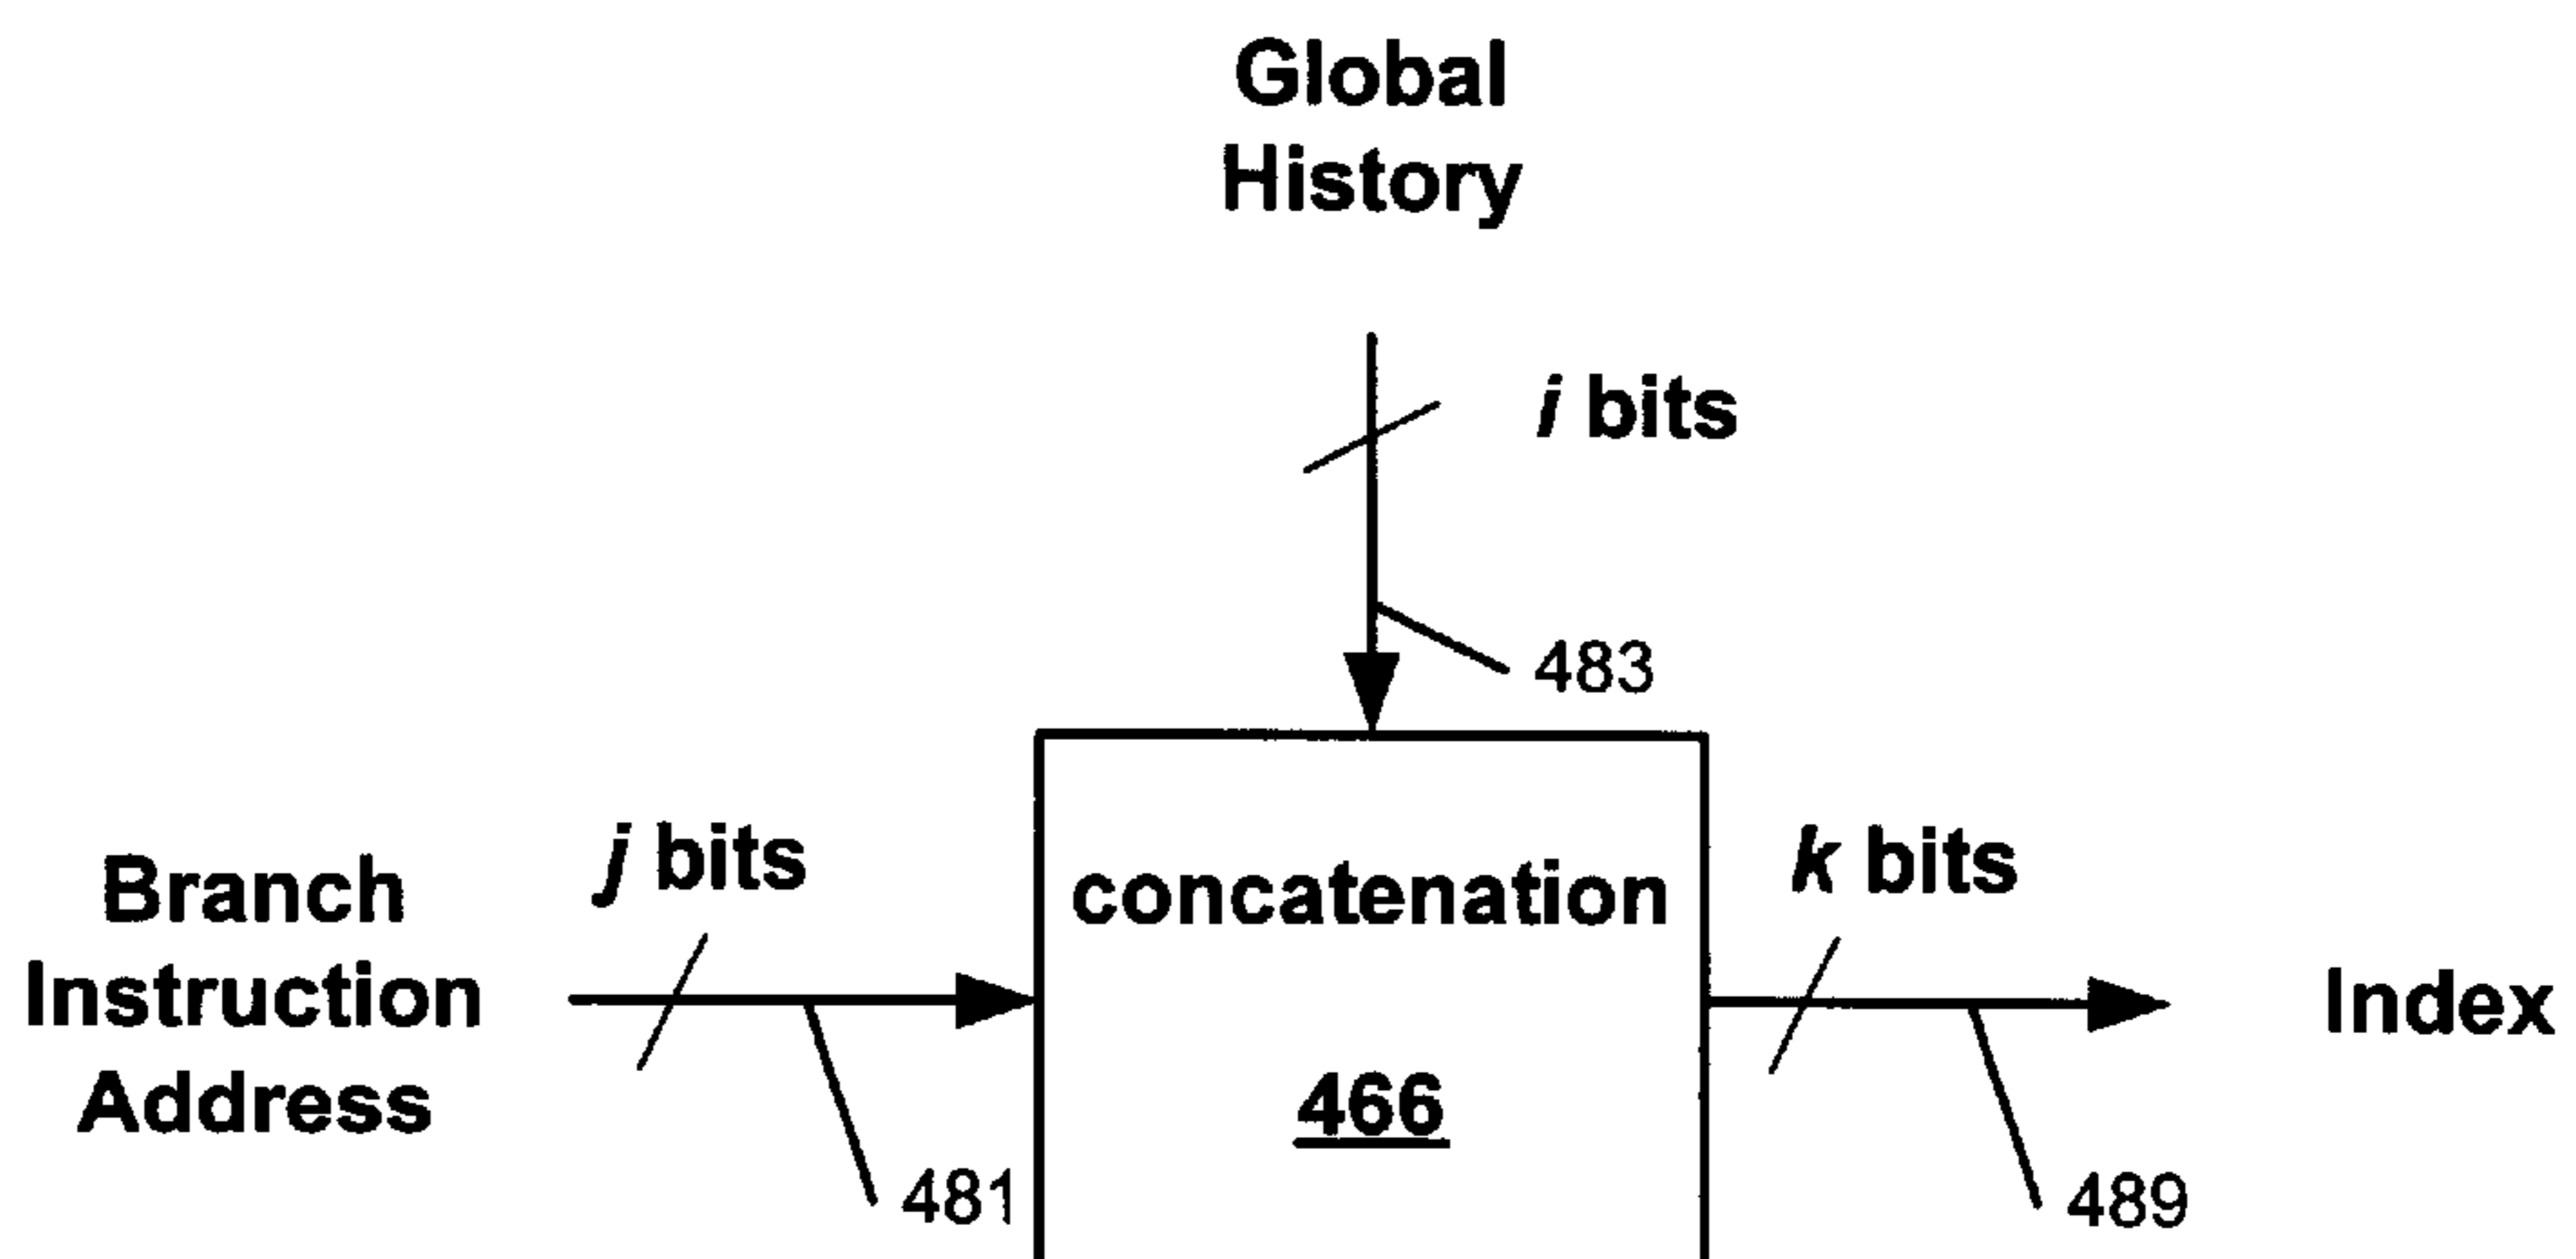 Global
History
i bits
483
j bits
k bits
Branch
Instruction
Address
concatenation
Index
466
481
489